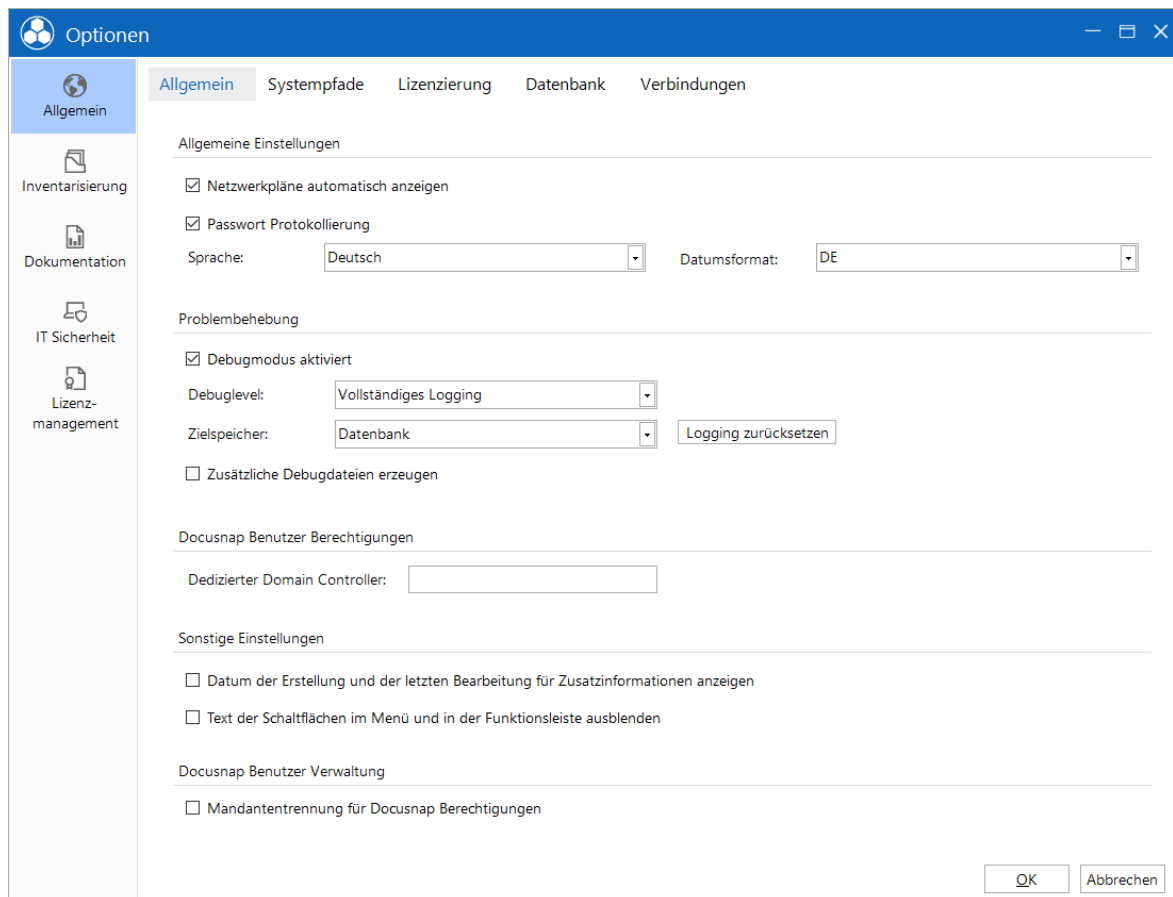 Optionen
Allgemein
Inventarisierung
Dokumentation
IT Sicherheit
Lizenz-
management
Allgemein Systempfade Lizenzierung Datenbank Verbindungen
Allgemeine Einstellungen
Netzwerkpläne automatisch anzeigen
Passwort Protokollierung
Sprache: Deutsch Datumsformat: DE
Problembehebung
Debugmodus aktiviert
Debuglevel: Vollständiges Logging
Zielspeicher: Datenbank Logging zurücksetzen
Zusätzliche Debugdateien erzeugen
Docusnap Benutzer Berechtigungen
Dedizierter Domain Controller:
Sonstige Einstellungen
Datum der Erstellung und der letzten Bearbeitung für Zusatzinformationen anzeigen
Text der Schaltflächen im Menü und in der Funktionsleiste ausblenden
Docusnap Benutzer Verwaltung
Mandantentrennung für Docusnap Berechtigungen
OK Abbrechen